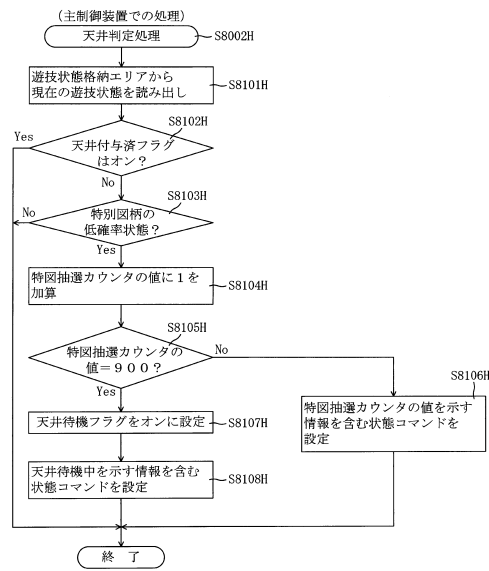 （主制御装置での処理）
天井判定処理
S8002H
遊技状態格納エリアから
現在の遊技状態を読み出し
S8101H
S8102H
Yes
天井付与済フラグ
はオン？
No
S8103H
No
特別図柄の
低確率状態？
Yes
特図抽選カウンタの値に１を
加算
S8104H
S8105H
特図抽選カウンタの
値＝９００？
No
Yes
S8106H
特図抽選カウンタの値を示す
情報を含む状態コマンドを
設定
天井待機フラグをオンに設定
S8107H
天井待機中を示す情報を含む
状態コマンドを設定
S8108H
終　了